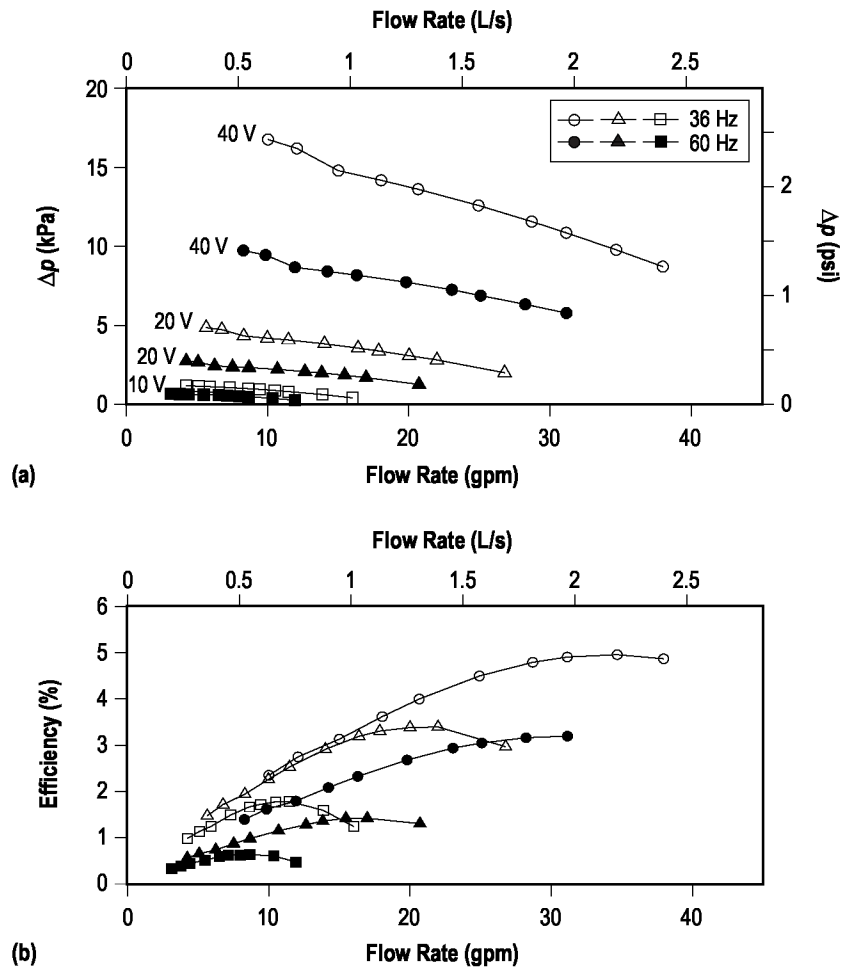 Flow Rate (L/s)
0 0.5 1 1.5 2 2.5
20
15
10
5
0
Δp (kPa)
2
1
0
Δp (psi)
36 Hz
60 Hz
40 V
40 V
20 V
20 V
10 V
0 10 20 30 40
(a)
Flow Rate (gpm)
Flow Rate (L/s)
0 0.5 1 1.5 2 2.5
6
5
4
3
2
1
0
Efficiency (%)
0 10 20 30 40
(b)
Flow Rate (gpm)